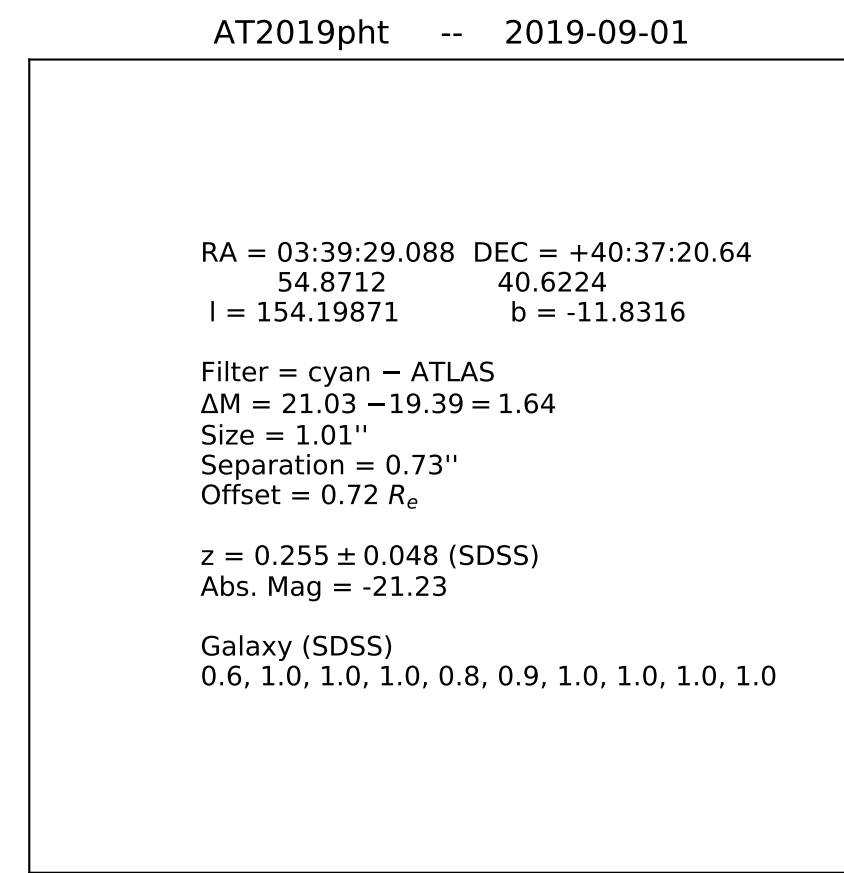 AT2019pht -- 2019-09-01
RA = 03:39:29.088 DEC = +40:37:20.64
54.8712 40.6224
l = 154.19871 b = -11.8316
Filter = cyan − ATLAS
ΔM = 21.03 −19.39 = 1.64
Size = 1.01''
Separation = 0.73''
Offset = 0.72 Rₑ
z = 0.255 ± 0.048 (SDSS)
Abs. Mag = -21.23
Galaxy (SDSS)
0.6, 1.0, 1.0, 1.0, 0.8, 0.9, 1.0, 1.0, 1.0, 1.0